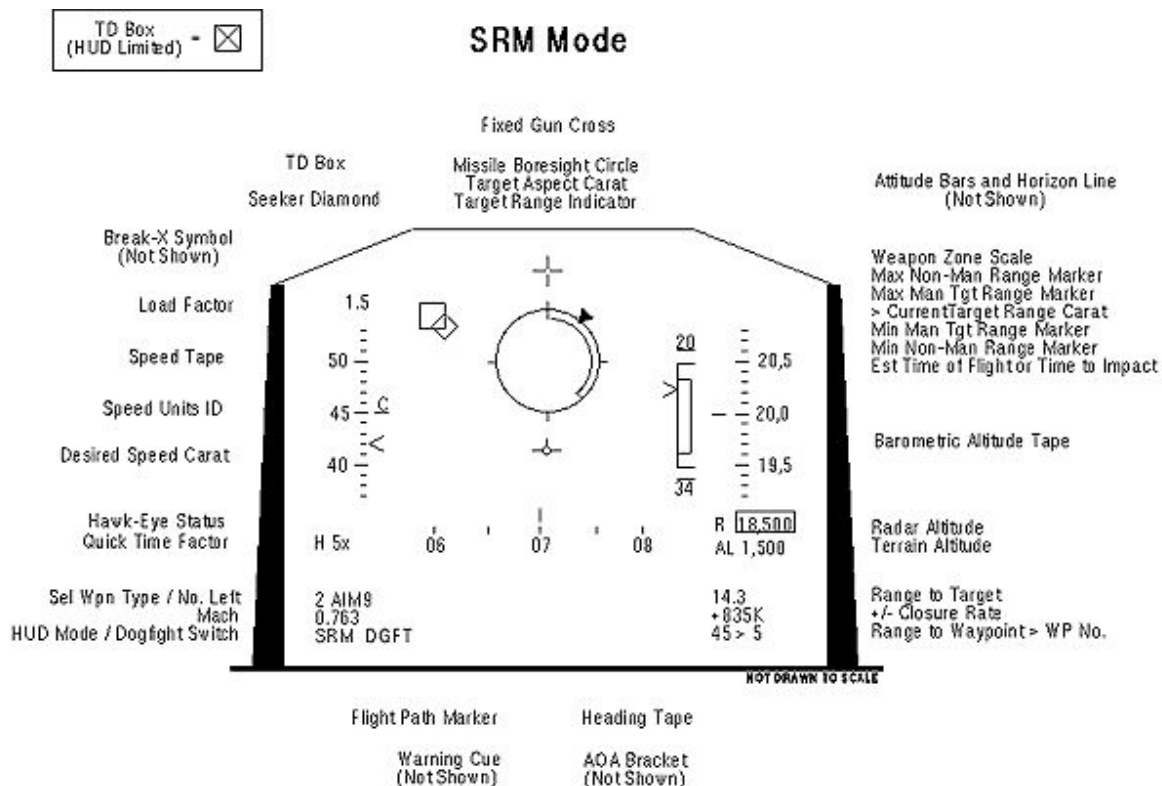 TD Box
(HUD Limited) -
SRM Mode
Fixed Gun Cross
TD Box
Seeker Diamond
Missile Boresight Circle
Target Aspect Carat
Target Range Indicator
Attitude Bars and Horizon Line
(Not Shown)
Break-X Symbol
(Not Shown)
Load Factor
Speed Tape
Speed Units ID
Desired Speed Carat
Hawk-Eye Status
Quick Time Factor
Sel Wpn Type / No. Left
Mach
HUD Mode / Dogfight Switch
1.5
50
45
C
40
H 5x
2 AIM9
0.763
SRM DGFT
06 07 08
20
34
20,5
20,0
19,5
R 18,500
AL 1,500
14.3
+835K
45 > 5
Weapon Zone Scale
Max Non-Man Range Marker
Max Man Tgt Range Marker
> Current Target Range Carat
Min Man Tgt Range Marker
Min Non-Man Range Marker
Est Time of Flight or Time to Impact
Barometric Altitude Tape
Radar Altitude
Terrain Altitude
Range to Target
+/- Closure Rate
Range to Waypoint > WP No.
NOT DRAWN TO SCALE
Flight Path Marker
Heading Tape
Warning Cue
(Not Shown)
AOA Bracket
(Not Shown)